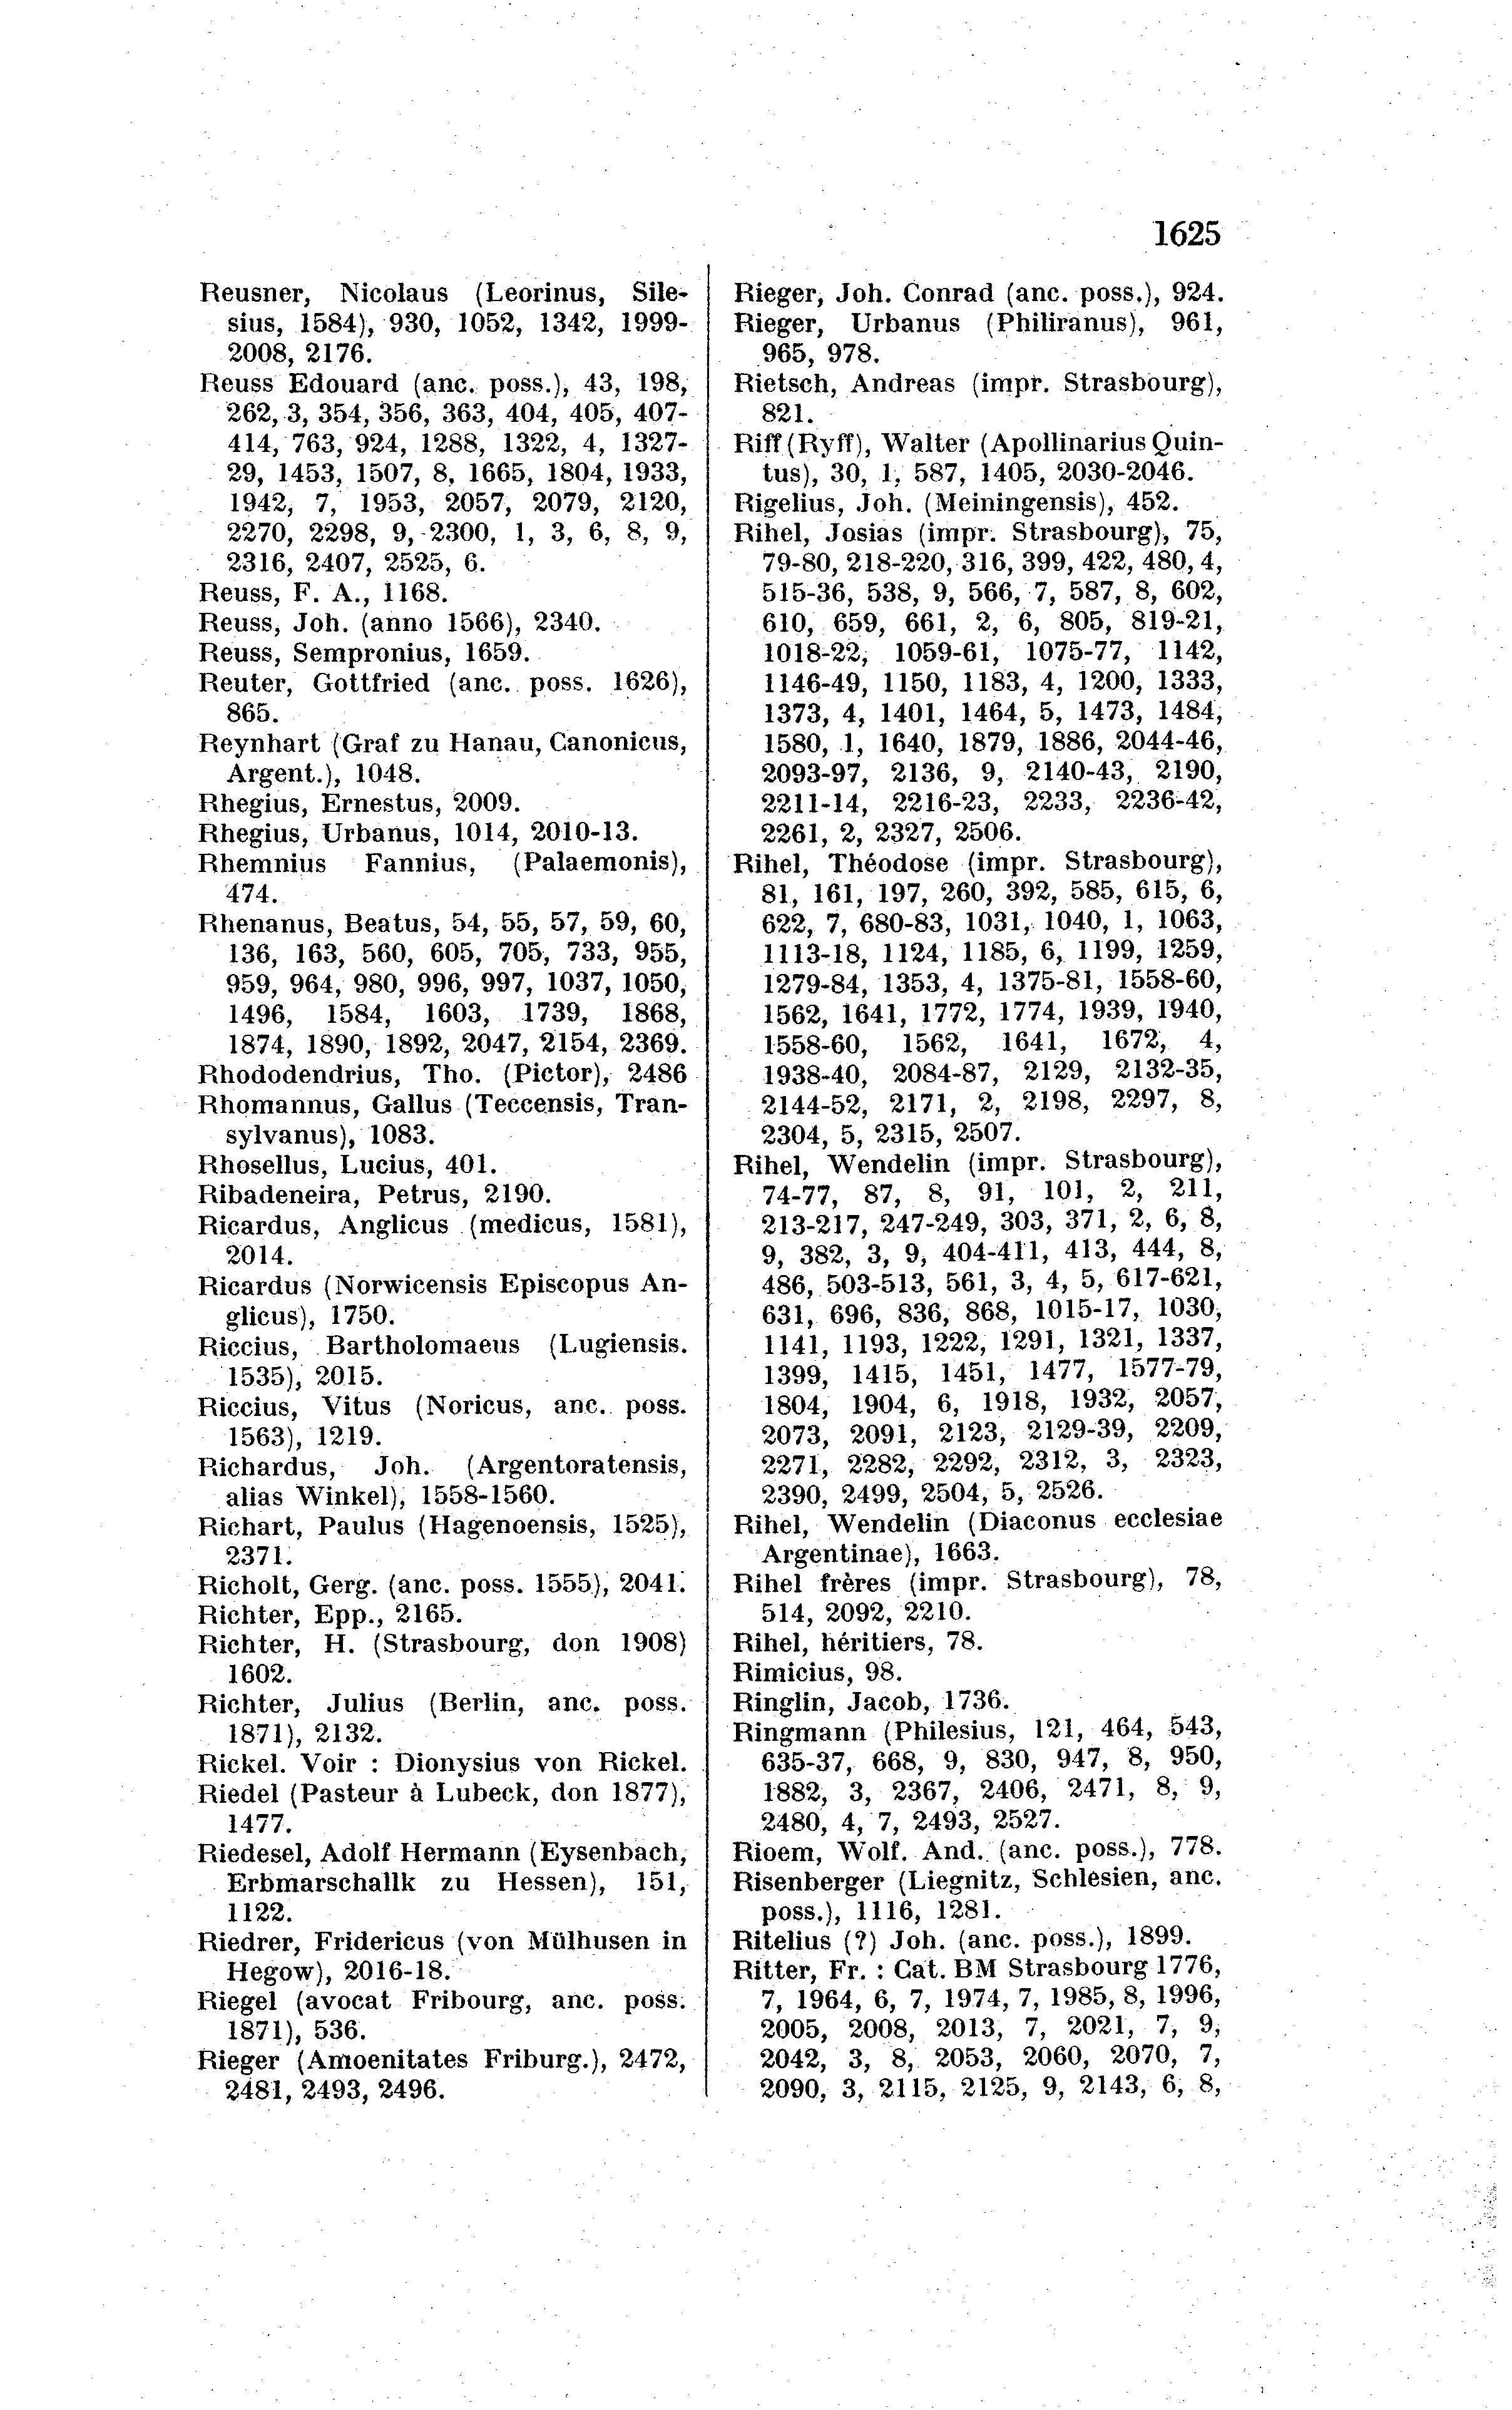 1625
Reusner, Nicolaus (Leorinus, Sile-
sius, 1584), 930, 1052, 1342, 1999-
2008, 2176.
Reuss Edouard (anc. poss.), 43, 198,
262, 3, 354, 356, 363, 404, 405, 407-
414, 763, 924, 1288, 1322, 4, 1327-
29, 1453, 1507, 8, 1665, 1804, 1933,
1942, 7, 1953, 2057, 2079, 2120,
2270, 2298, 9, 2300, 1, 3, 6, 8, 9,
2316, 2407, 2525, 6.
Reuss, F. A., 1168.
Reuss, Joh. (anno 1566), 2340.
Reuss, Sempronius, 1659.
Reuter, Gottfried (anc. poss. 1626),
865.
Reynhart (Graf zu Hanau, Canonicus,
Argent.), 1048.
Rhegius, Ernestus, 2009.
Rhegius, Urbanus, 1014, 2010-13.
Rhemnius Fannius, (Palaemonis),
474.
Rhenanus, Beatus, 54, 55, 57, 59, 60,
136, 163, 560, 605, 705, 733, 955,
959, 964, 980, 996, 997, 1037, 1050,
1496, 1584, 1603, 1739, 1868,
1874, 1890, 1892, 2047, 2154, 2369.
Rhododendrius, Tho. (Pictor), 2486
Rhomannus, Gallus (Teccensis, Tran-
sylvanus), 1083.
Rhosellus, Lucius, 401.
Ribadeneira, Petrus, 2190.
Ricardus, Anglicus (medicus, 1581),
2014.
Ricardus (Norwicensis Episcopus An-
glicus), 1750.
Riccius, Bartholomaeus (Lugiensis.
1535), 2015.
Riccius, Vitus (Noricus, anc. poss.
1563), 1219.
Richardus, Joh. (Argentoratensis,
alias Winkel), 1558-1560.
Richart, Paulus (Hagenoensis, 1525),
2371.
Richolt, Gerg. (anc. poss. 1555), 2041.
Richter, Epp., 2165.
Richter, H. (Strasbourg, don 1908)
1602.
Richter, Julius (Berlin, anc. poss.
1871), 2132.
Rickel. Voir : Dionysius von Rickel.
Riedel (Pasteur à Lubeck, don 1877),
1477.
Riedesel, Adolf Hermann (Eysenbach,
Erbmarschallk zu Hessen), 151,
1122.
Riedrer, Fridericus (von Mülhusen in
Hegow), 2016-18.
Riegel (avocat Fribourg, anc. poss.
1871), 536.
Rieger (Amoenitates Friburg.), 2472,
2481, 2493, 2496.
Rieger, Joh. Conrad (anc. poss.), 924.
Rieger, Urbanus (Philiranus), 961,
965, 978.
Rietsch, Andreas (impr. Strasbourg),
821.
Riff (Ryff), Walter (Apollinarius Quin-
tus), 30, 1, 587, 1405, 2030-2046.
Rigelius, Joh. (Meiningensis), 452.
Rihel, Josias (impr. Strasbourg), 75,
79-80, 218-220, 316, 399, 422, 480, 4,
515-36, 538, 9, 566, 7, 587, 8, 602,
610, 659, 661, 2, 6, 805, 819-21,
1018-22, 1059-61, 1075-77, 1142,
1146-49, 1150, 1183, 4, 1200, 1333,
1373, 4, 1401, 1464, 5, 1473, 1484,
1580, 1, 1640, 1879, 1886, 2044-46,
2093-97, 2136, 9, 2140-43, 2190,
2211-14, 2216-23, 2233, 2236-42,
2261, 2, 2327, 2506.
Rihel, Théodose (impr. Strasbourg),
81, 161, 197, 260, 392, 585, 615, 6,
622, 7, 680-83, 1031, 1040, 1, 1063,
1113-18, 1124, 1185, 6, 1199, 1259,
1279-84, 1353, 4, 1375-81, 1558-60,
1562, 1641, 1772, 1774, 1939, 1940,
1558-60, 1562, 1641, 1672, 4,
1938-40, 2084-87, 2129, 2132-35,
2144-52, 2171, 2, 2198, 2297, 8,
2304, 5, 2315, 2507.
Rihel, Wendelin (impr. Strasbourg),
74-77, 87, 8, 91, 101, 2, 211,
213-217, 247-249, 303, 371, 2, 6, 8,
9, 382, 3, 9, 404-411, 413, 444, 8,
486, 503-513, 561, 3, 4, 5, 617-621,
631, 696, 836, 868, 1015-17, 1030,
1141, 1193, 1222, 1291, 1321, 1337,
1399, 1415, 1451, 1477, 1577-79,
1804, 1904, 6, 1918, 1932, 2057,
2073, 2091, 2123, 2129-39, 2209,
2271, 2282, 2292, 2312, 3, 2323,
2390, 2499, 2504, 5, 2526.
Rihel, Wendelin (Diaconus ecclesiae
Argentinae), 1663.
Rihel frères (impr. Strasbourg), 78,
514, 2092, 2210.
Rihel, héritiers, 78.
Rimicius, 98.
Ringlin, Jacob, 1736.
Ringmann (Philesius, 121, 464, 543,
635-37, 668, 9, 830, 947, 8, 950,
1882, 3, 2367, 2406, 2471, 8, 9,
2480, 4, 7, 2493, 2527.
Rioem, Wolf. And. (anc. poss.), 778.
Risenberger (Liegnitz, Schlesien, anc.
poss.), 1116, 1281.
Ritelius (?) Joh. (anc. poss.), 1899.
Ritter, Fr. : Cat. BM Strasbourg 1776,
7, 1964, 6, 7, 1974, 7, 1985, 8, 1996,
2005, 2008, 2013, 7, 2021, 7, 9,
2042, 3, 8, 2053, 2060, 2070, 7,
2090, 3, 2115, 2125, 9, 2143, 6, 8,